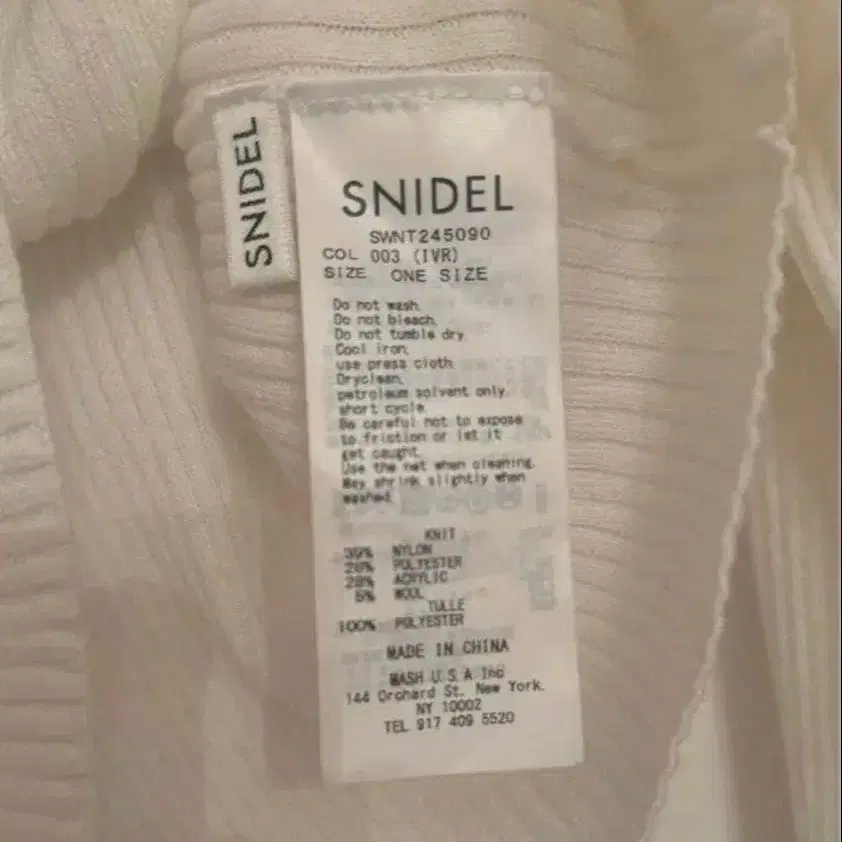 SNIDEL
SNIDEL
SWNT245090
COL 003 (IVR)
SIZE ONE SIZE
Do not wash.
Do not bleach.
Do not tumble dry.
Cool iron.
use press cloth.
Dryclean.
petroleum solvent only.
short cycle.
Be careful not to expose
to friction or let it
get caught.
Use the net when cleaning.
May shrink slightly when
washed.
KNIT
39% NYLON
28% POLYESTER
28% ACRYLIC
5% WOOL
TULLE
100% POLYESTER
MADE IN CHINA
MASH U.S.A Inc
144 Orchard St. New York.
NY 10002
TEL 917 409 5520